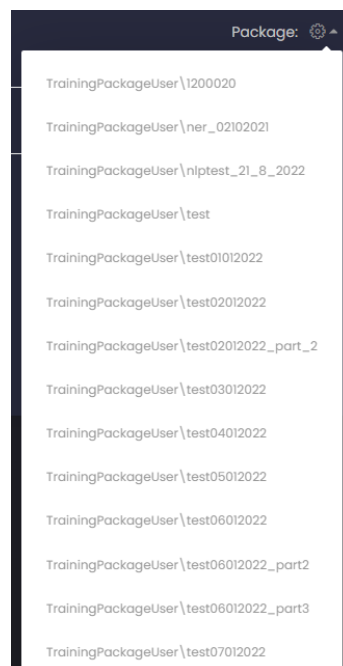 Package:
TrainingPackageUser\1200020
TrainingPackageUser\ner_02102021
TrainingPackageUser\nlptest_21_8_2022
TrainingPackageUser\test
TrainingPackageUser\test01012022
TrainingPackageUser\test02012022
TrainingPackageUser\test02012022_part_2
TrainingPackageUser\test03012022
TrainingPackageUser\test04012022
TrainingPackageUser\test05012022
TrainingPackageUser\test06012022
TrainingPackageUser\test06012022_part2
TrainingPackageUser\test06012022_part3
TrainingPackageUser\test07012022